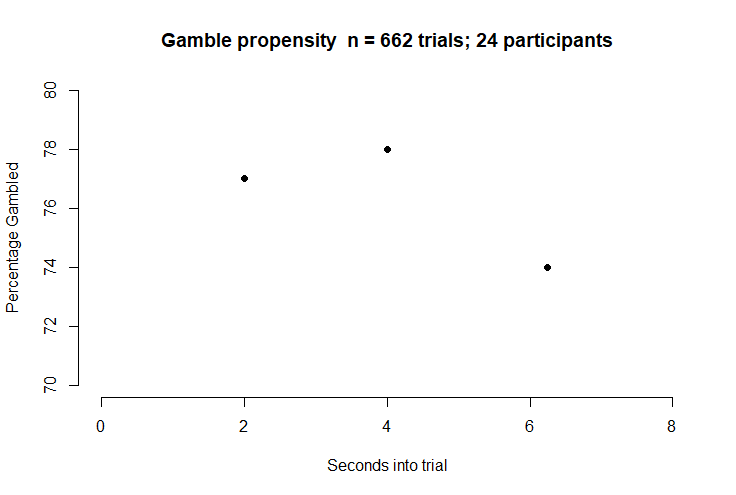 Gamble propensity  n = 662 trials; 24 participants
Percentage Gambled
80
78
76
74
72
70
0 2 4 6 8
Seconds into trial